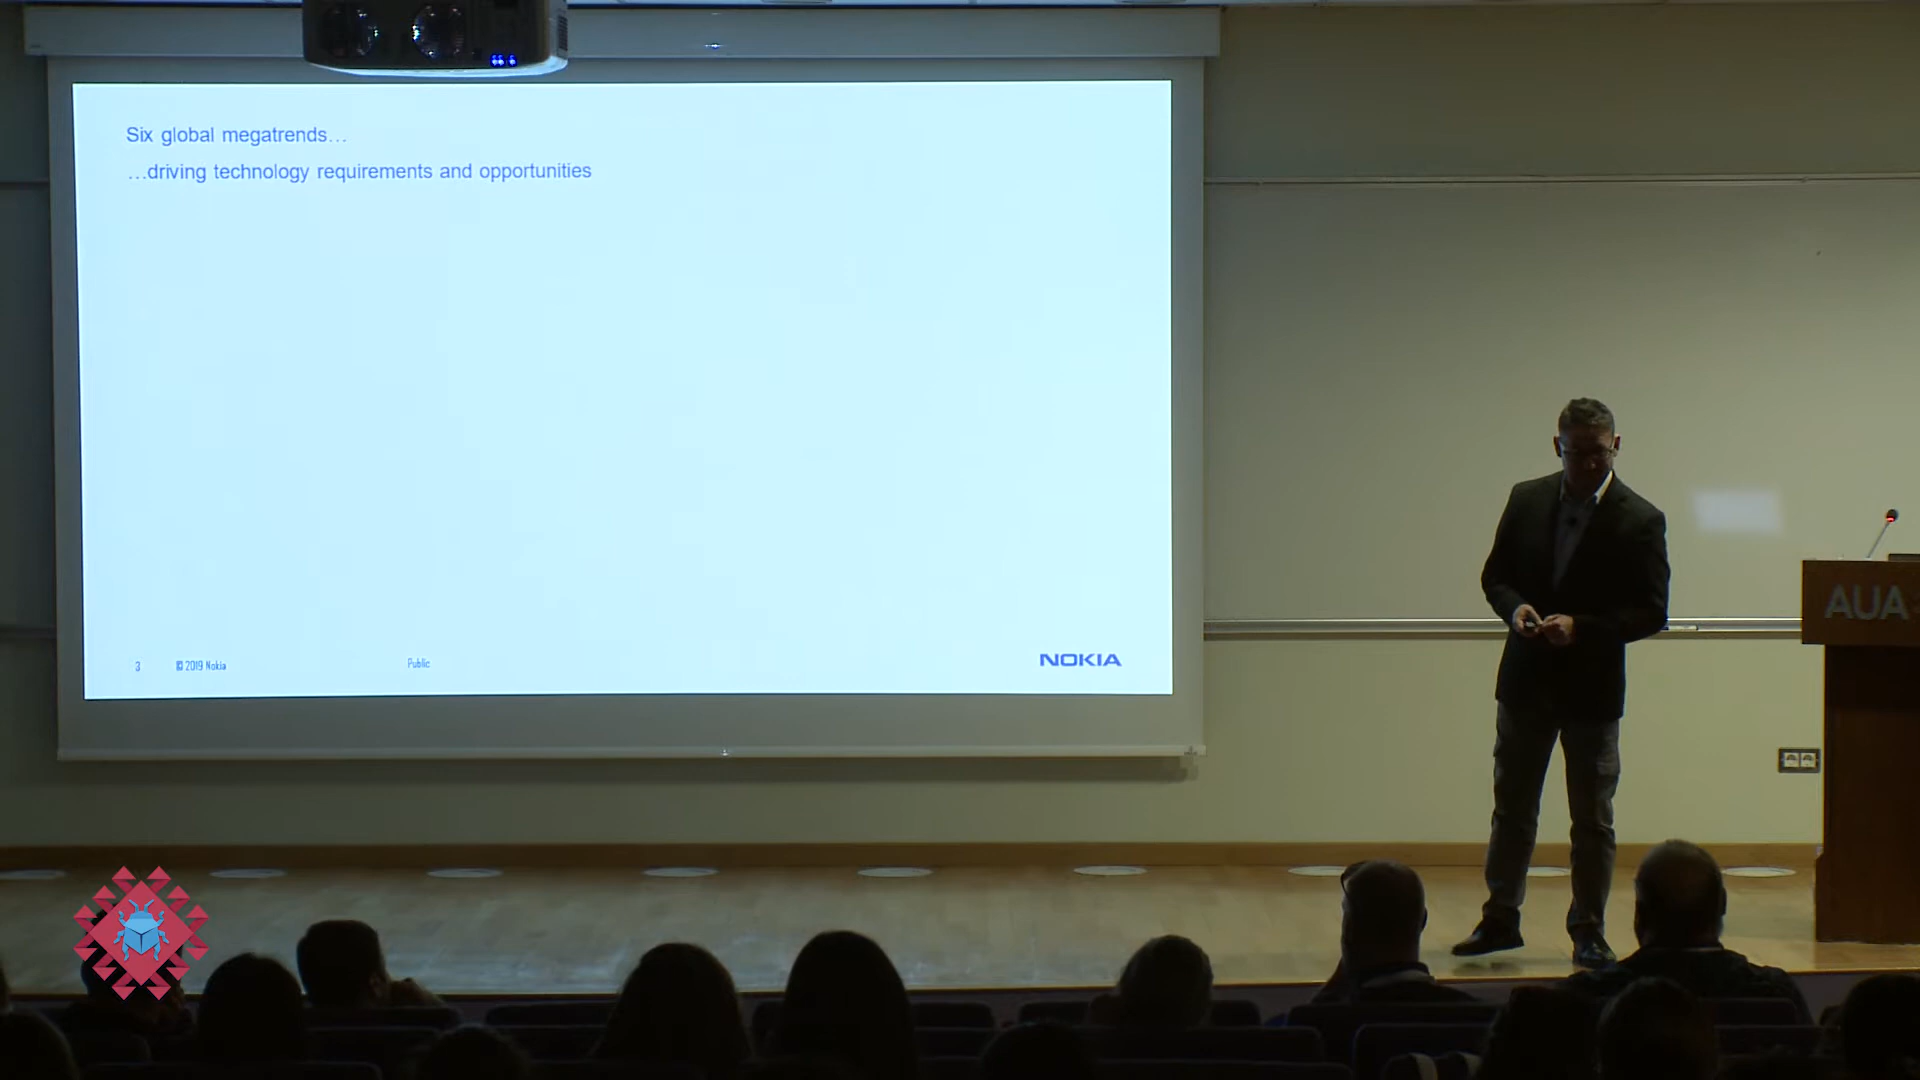 Six global megatrends…
…driving technology requirements and opportunities
3 © 2019 Nokia Public NOKIA
AUA